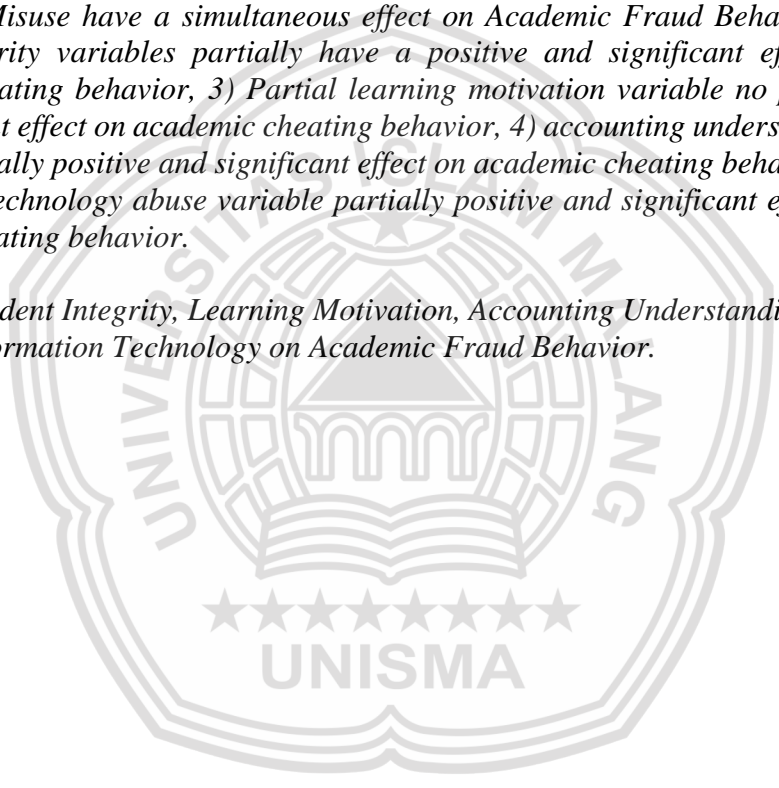 Misuse have a simultaneous effect on Academic Fraud Beha
rity variables partially have a positive and significant eff
eating behavior, 3) Partial learning motivation variable no p
nt effect on academic cheating behavior, 4) accounting unders
ally positive and significant effect on academic cheating beha
echnology abuse variable partially positive and significant e
ating behavior.
dent Integrity, Learning Motivation, Accounting Understandi
ormation Technology on Academic Fraud Behavior.
UNIVERSITAS ISLAM MALANG
UNISMA